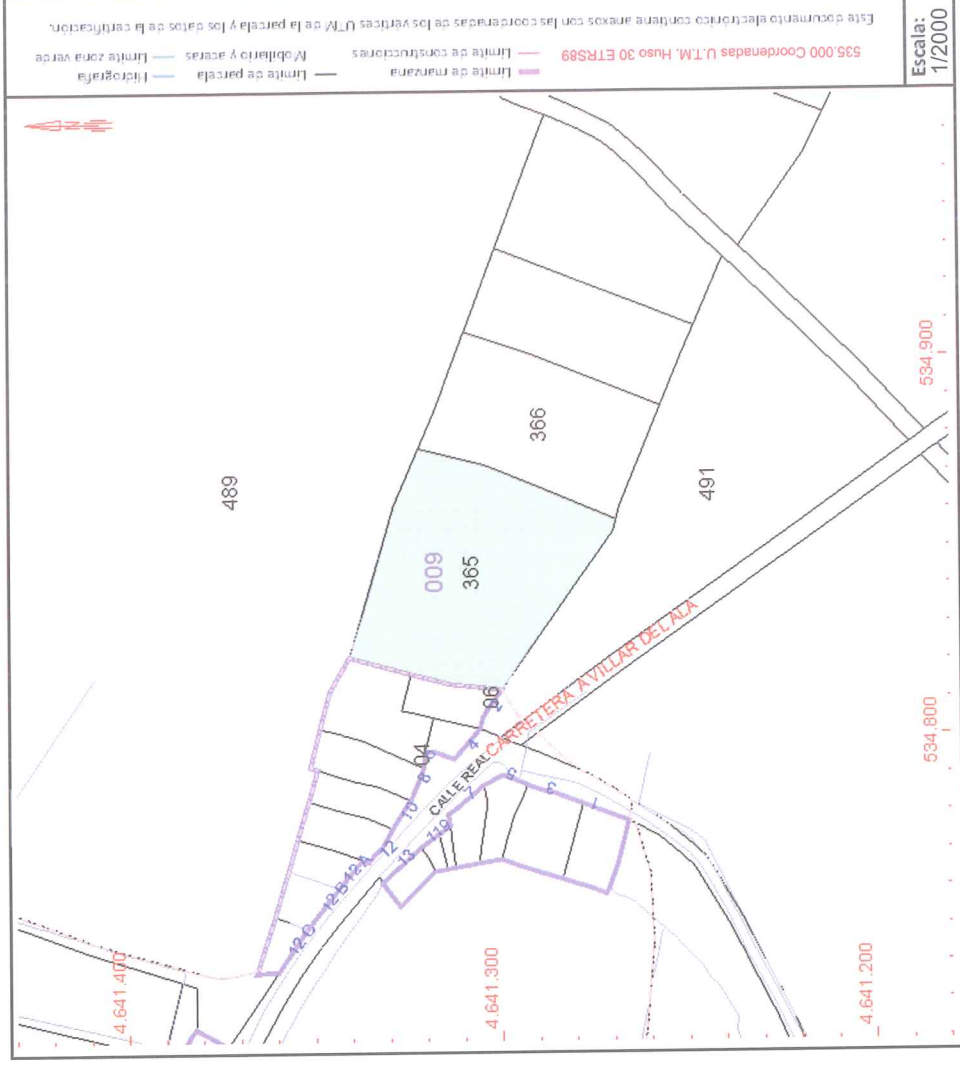 Este documento electrónico contiene anexos con las coordenadas de los vértices UTM de la parcela y los datos de la certificación.
535.000 Coordenadas U.T.M. Huso 30 ETRS89
Límite de manzana
Límite de construcciones
Límite de parcela
Mobiliario y aceras
Hidrografía
Límite zona verde
Escala:
1/2000
489
009
365
366
491
534.900
534.800
4.641.400
4.641.300
4.641.200
CARRETERA A VILLAR DEL ALA
CALLE REAL
04
06
2
4
6
8
10
12
12 A
12 B
12 C
13
119
7
5
3
1